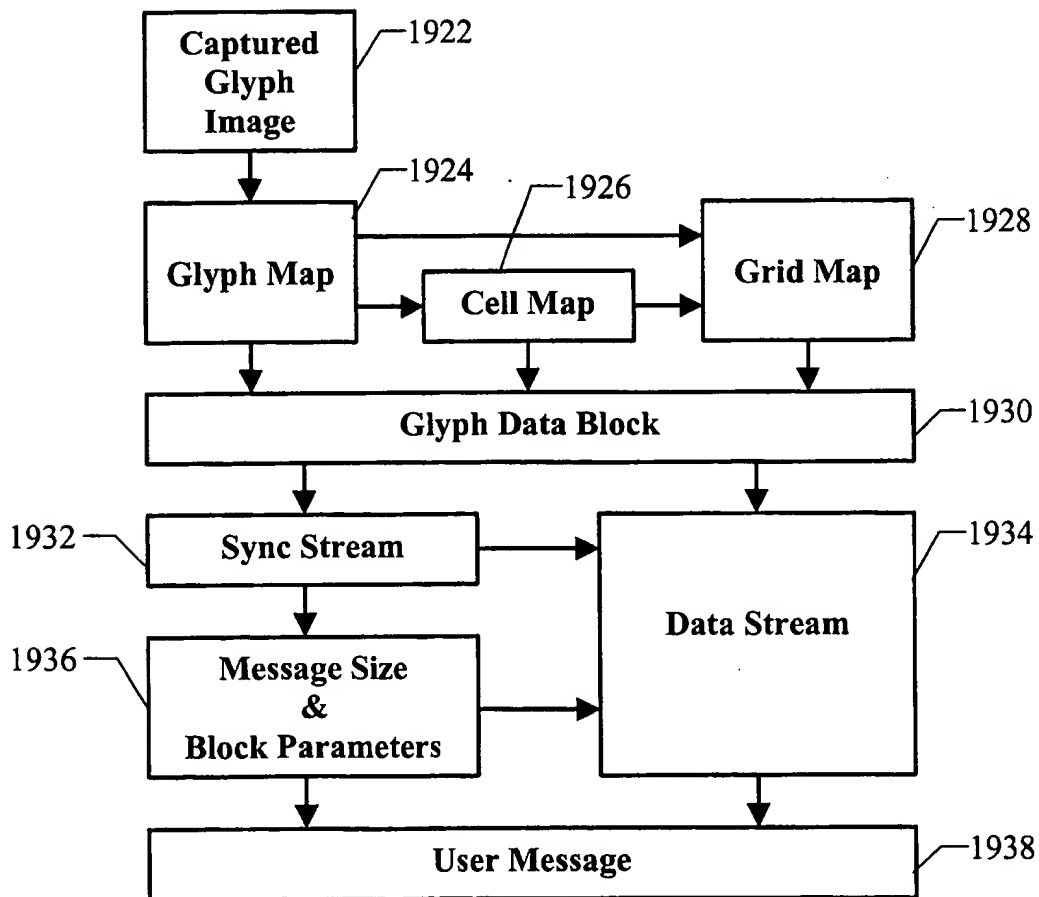 Captured
Glyph
Image
1922
1924
1926
1928
Glyph Map
Cell Map
Grid Map
Glyph Data Block
1930
1932
Sync Stream
1934
Data Stream
1936
Message Size
&
Block Parameters
User Message
1938